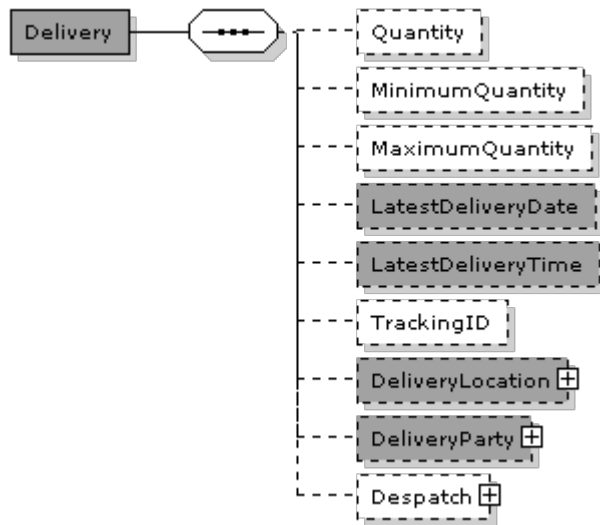 Delivery
Quantity
MinimumQuantity
MaximumQuantity
LatestDeliveryDate
LatestDeliveryTime
TrackingID
DeliveryLocation
DeliveryParty
Despatch